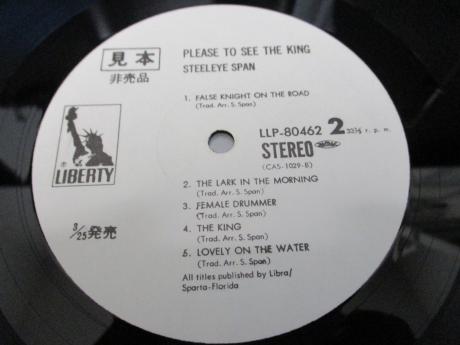 見本
非売品
PLEASE TO SEE THE KING
STEELEYE SPAN
1. FALSE KNIGHT ON THE ROAD
(Trad. Arr. S. Span)
LLP-80462 2 33⅓ r. p. m.
STEREO
(CAS-1029-B)
® LIBERTY
3/25発売
2. THE LARK IN THE MORNING
(Trad. Arr. S. Span)
3. FEMALE DRUMMER
(Trad. Arr. S. Span)
4. THE KING
(Trad. Arr. S. Span)
5. LOVELY ON THE WATER
(Trad. Arr. S. Span)
All titles published by Libra/
Sparta-Florida